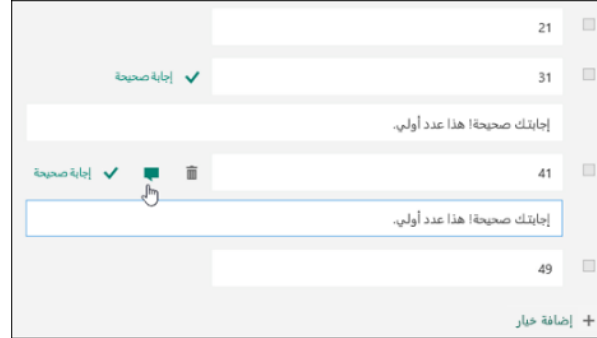 21
31
إجابة صحيحة
إجابتك صحيحة! هذا عدد أولي.
41
إجابة صحيحة
إجابتك صحيحة! هذا عدد أولي.
49
إضافة خيار